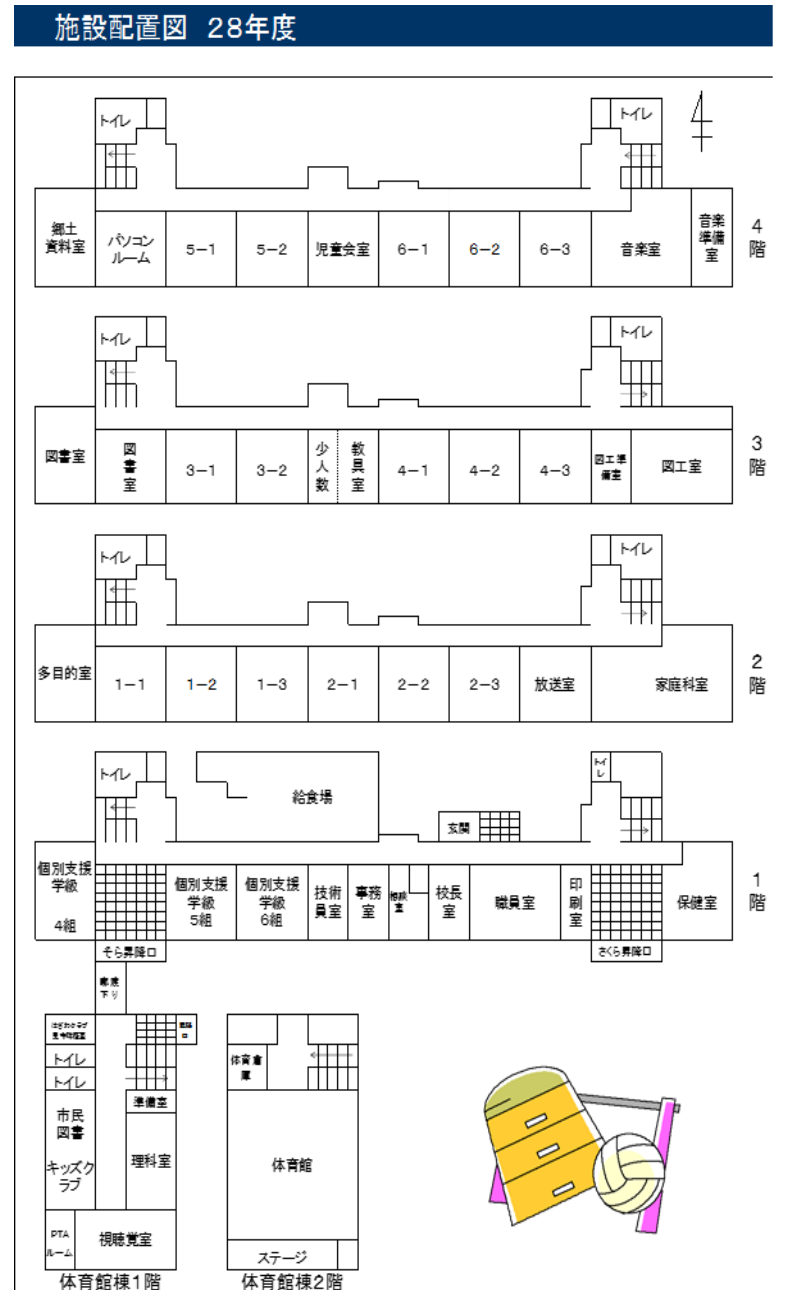 施設配置図 28年度
トイレ
トイレ
郷土
資料室
パソコン
ルーム
5-1
5-2
児童会室
6-1
6-2
6-3
音楽室
音楽
準備
室
4
階
トイレ
トイレ
図書室
図
書
室
3-1
3-2
少
人
数
教
具
室
4-1
4-2
4-3
図工準
備室
図工室
3
階
トイレ
トイレ
多目的室
1-1
1-2
1-3
2-1
2-2
2-3
放送室
家庭科室
2
階
トイレ
給食場
玄関
トイ
レ
個別支援
学級
4組
個別支援
学級
5組
個別支援
学級
6組
技術
員室
事務
室
相談
室
校長
室
職員室
印
刷
室
保健室
1
階
そら昇降口
さくら昇降口
トイレ
トイレ
市民
図書
キッズク
ラブ
準備室
理科室
PTA
ルーム
視聴覚室
体育館棟1階
体育倉
庫
体育館
ステージ
体育館棟2階